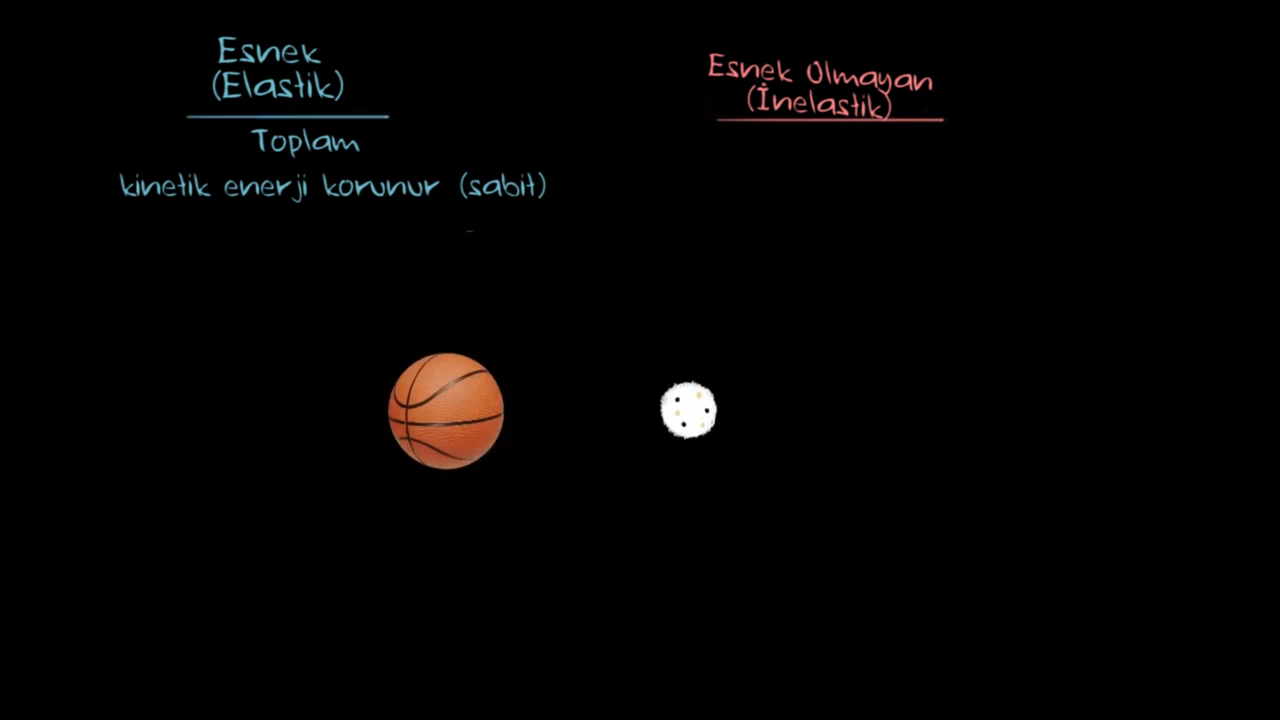 Esnek
(Elastik)
Toplam
kinetik enerji korunur (sabit)
Esnek Olmayan
(İnelastik)